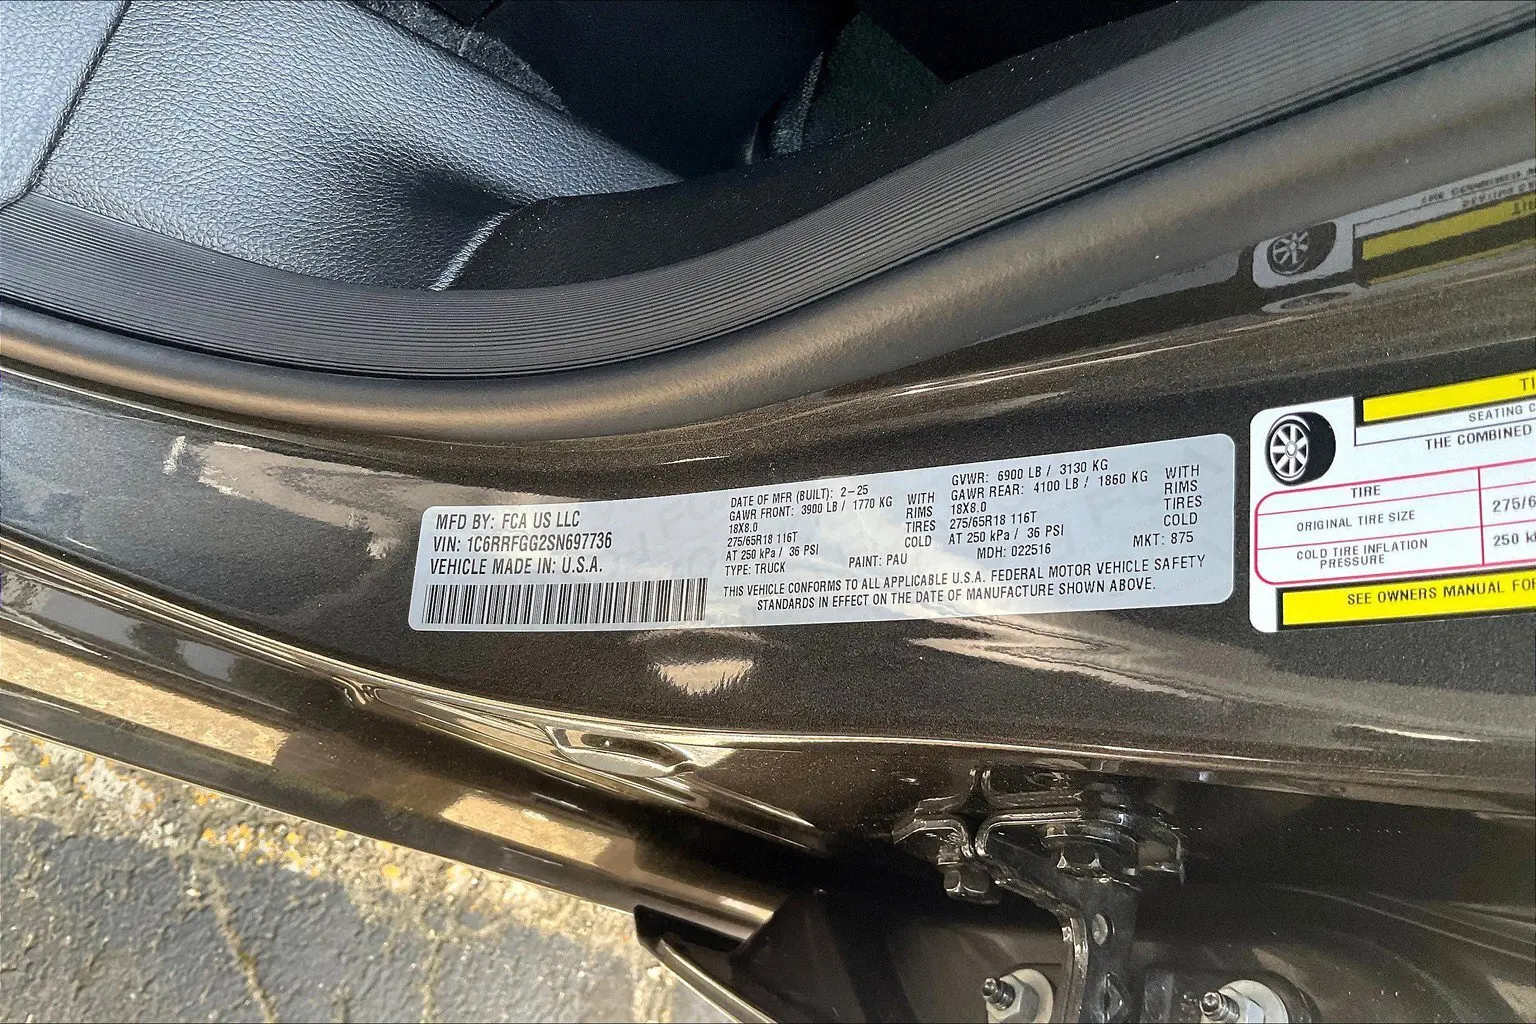 MFD BY: FCA US LLC
VIN: 1C6RRFGG2SN697736
VEHICLE MADE IN: U.S.A.
DATE OF MFR (BUILT): 2-25
GAWR FRONT: 3900 LB / 1770 KG WITH
18X8.0 RIMS
275/65R18 116T TIRES
AT 250 kPa / 36 PSI COLD
TYPE: TRUCK PAINT: PAU
GVWR: 6900 LB / 3130 KG
GAWR REAR: 4100 LB / 1860 KG WITH
18X8.0 RIMS
275/65R18 116T TIRES
AT 250 kPa / 36 PSI COLD
MDH: 022516 MKT: 875
THIS VEHICLE CONFORMS TO ALL APPLICABLE U.S.A. FEDERAL MOTOR VEHICLE SAFETY
STANDARDS IN EFFECT ON THE DATE OF MANUFACTURE SHOWN ABOVE.
TI
SEATING C
THE COMBINED
TIRE
ORIGINAL TIRE SIZE 275/6
COLD TIRE INFLATION
PRESSURE 250 k
SEE OWNERS MANUAL FOR